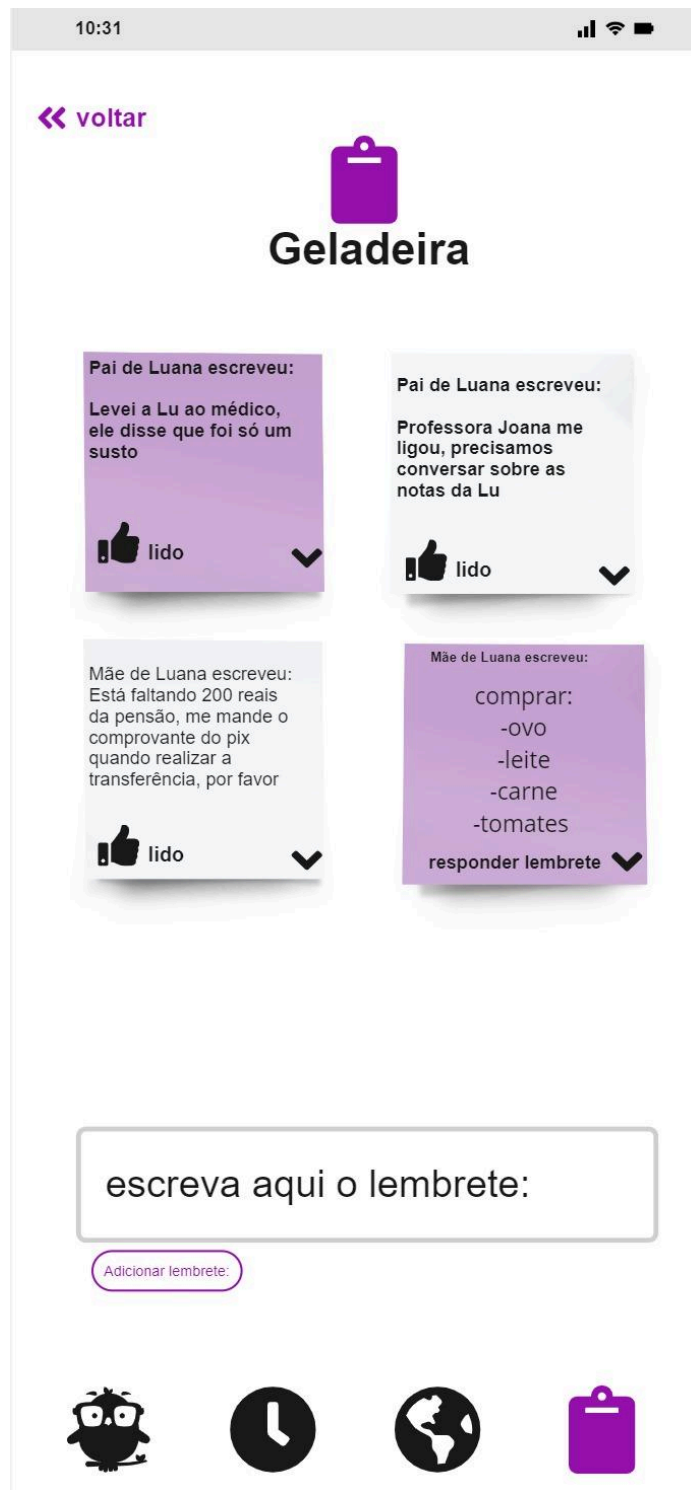 10:31
voltar
Geladeira
Pai de Luana escreveu:
Levei a Lu ao médico,
ele disse que foi só um
susto
lido
Pai de Luana escreveu:
Professora Joana me
ligou, precisamos
conversar sobre as
notas da Lu
lido
Mãe de Luana escreveu:
Está faltando 200 reais
da pensão, me mande o
comprovante do pix
quando realizar a
transferência, por favor
lido
Mãe de Luana escreveu:
comprar:
-ovo
-leite
-carne
-tomates
responder lembrete
escreva aqui o lembrete:
Adicionar lembrete: